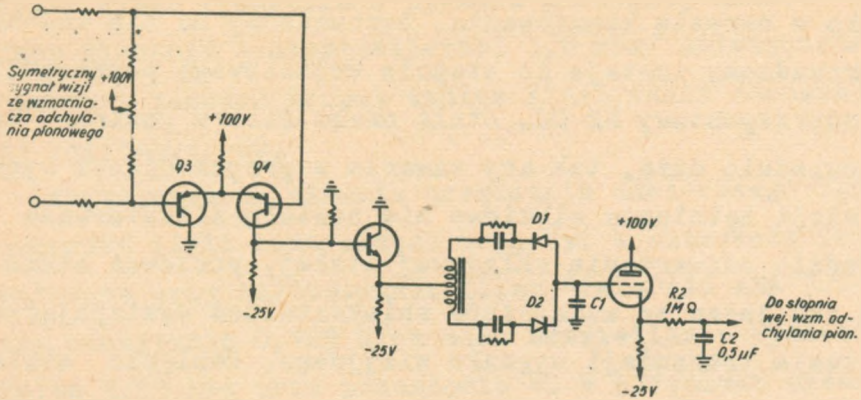 Symetryczny
sygnał wizji
+100V
ze wzmacnia-
cza odchyla-
nia pionowego
+100V
Q3
Q4
-25V
-25V
D1
D2
C1
+100V
R2
1MΩ
C2
0,5μF
-25V
Do stopnia
wej. wzm. od-
chylania pion.